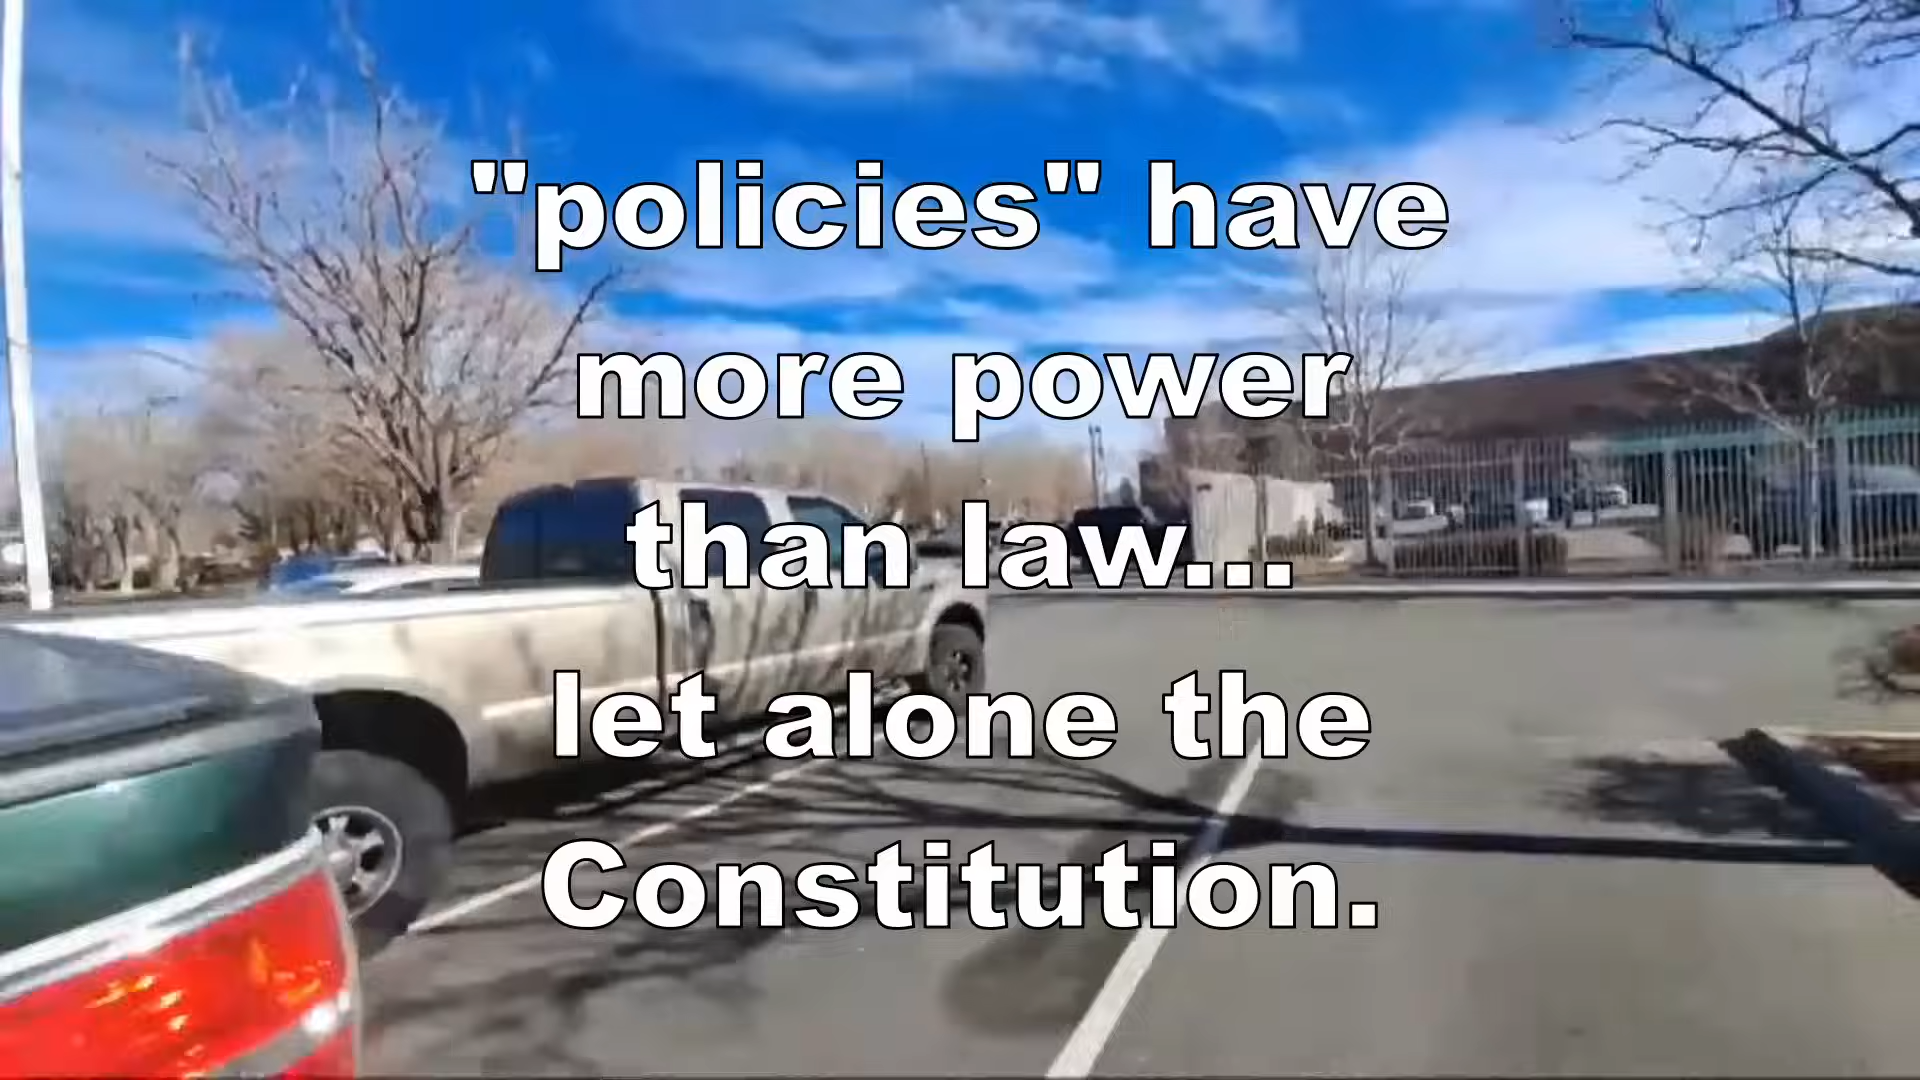 "policies" have
more power
than law...
let alone the
Constitution.